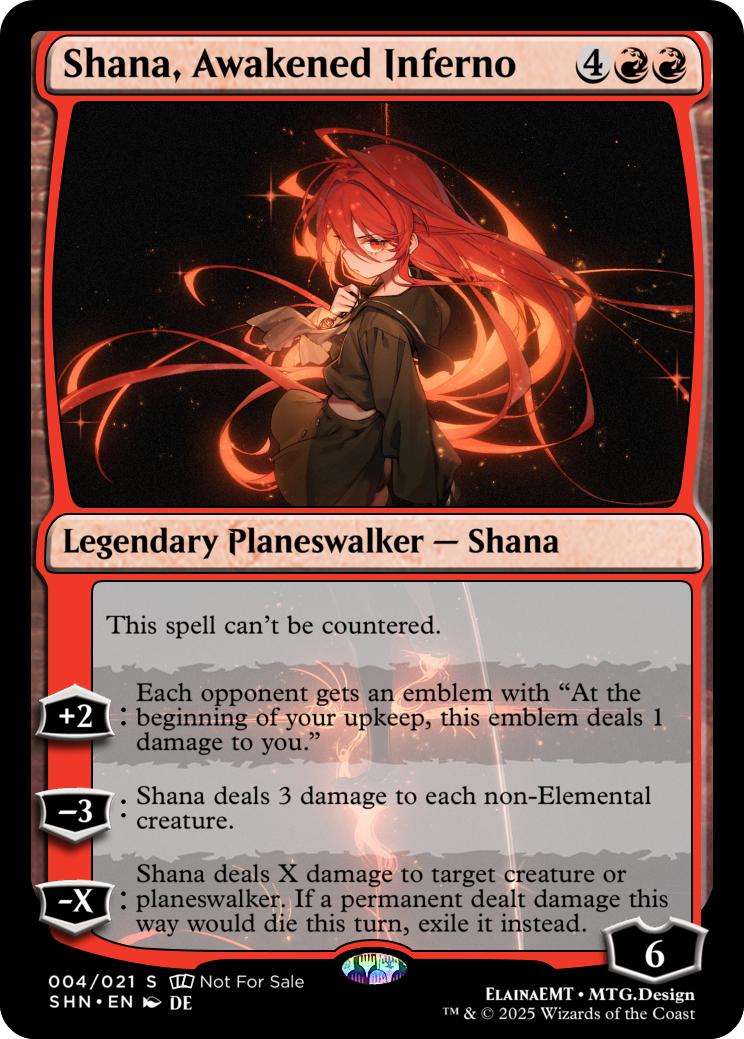 Shana, Awakened Inferno 4
Legendary Planeswalker — Shana
This spell can't be countered.
+2 : Each opponent gets an emblem with “At the
beginning of your upkeep, this emblem deals 1
damage to you.”
−3 : Shana deals 3 damage to each non-Elemental
creature.
−X : Shana deals X damage to target creature or
planeswalker. If a permanent dealt damage this
way would die this turn, exile it instead.
6
004/021 S Not For Sale
SHN • EN DE
ElainaEMT • MTG.Design
™ & © 2025 Wizards of the Coast